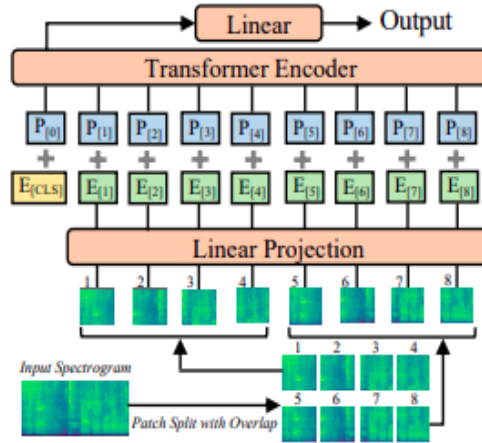 Linear Output
Transformer Encoder
P[0] P[1] P[2] P[3] P[4] P[5] P[6] P[7] P[8]
+ + + + + + + + +
E[CLS] E[1] E[2] E[3] E[4] E[5] E[6] E[7] E[8]
Linear Projection
1 2 3 4 5 6 7 8
1 2 3 4
Input Spectrogram
5 6 7 8
Patch Split with Overlap